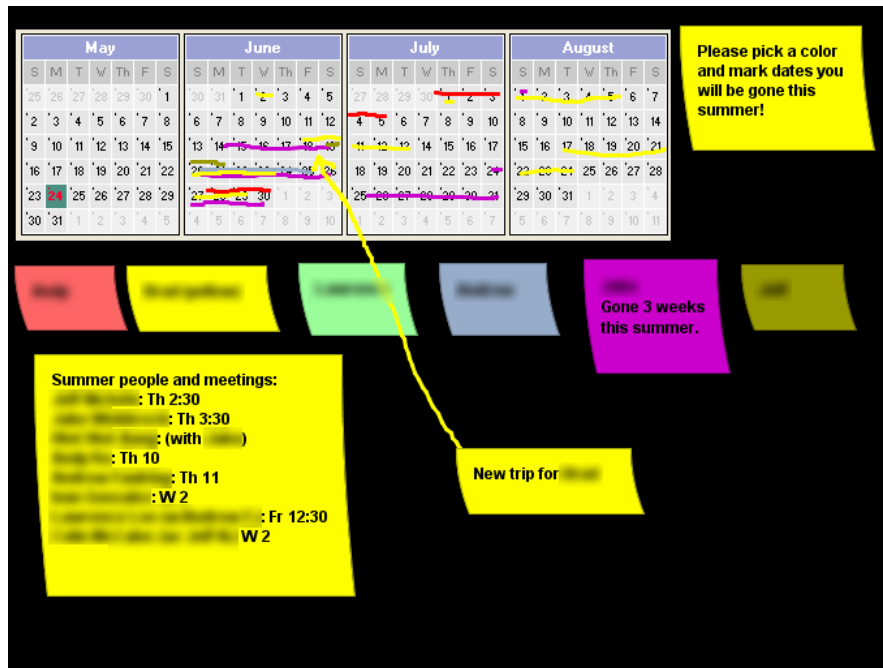 May June July August
S M T W Th F S S M T W Th F S S M T W Th F S S M T W Th F S
25 26 27 28 29 30 1 30 31 1 2 3 4 5 27 28 29 30 1 2 3 1 2 3 4 5 6 7
2 3 4 5 6 7 8 6 7 8 9 10 11 12 4 5 6 7 8 9 10 8 9 10 11 12 13 14
9 10 11 12 13 14 15 13 14 15 16 17 18 19 11 12 13 14 15 16 17 15 16 17 18 19 20 21
16 17 18 19 20 21 22 20 21 22 23 24 25 26 18 19 20 21 22 23 24 22 23 24 25 26 27 28
23 24 25 26 27 28 29 27 28 29 30 1 2 3 25 26 27 28 29 30 31 29 30 31 1 2 3 4
30 31 1 2 3 4 5 4 5 6 7 8 9 10 1 2 3 4 5 6 7 5 6 7 8 9 10 11
Please pick a color
and mark dates you
will be gone this
summer!
Gone 3 weeks
this summer.
Summer people and meetings:
: Th 2:30
: Th 3:30
: (with )
: Th 10
: Th 11
: W 2
: Fr 12:30
W 2
New trip for